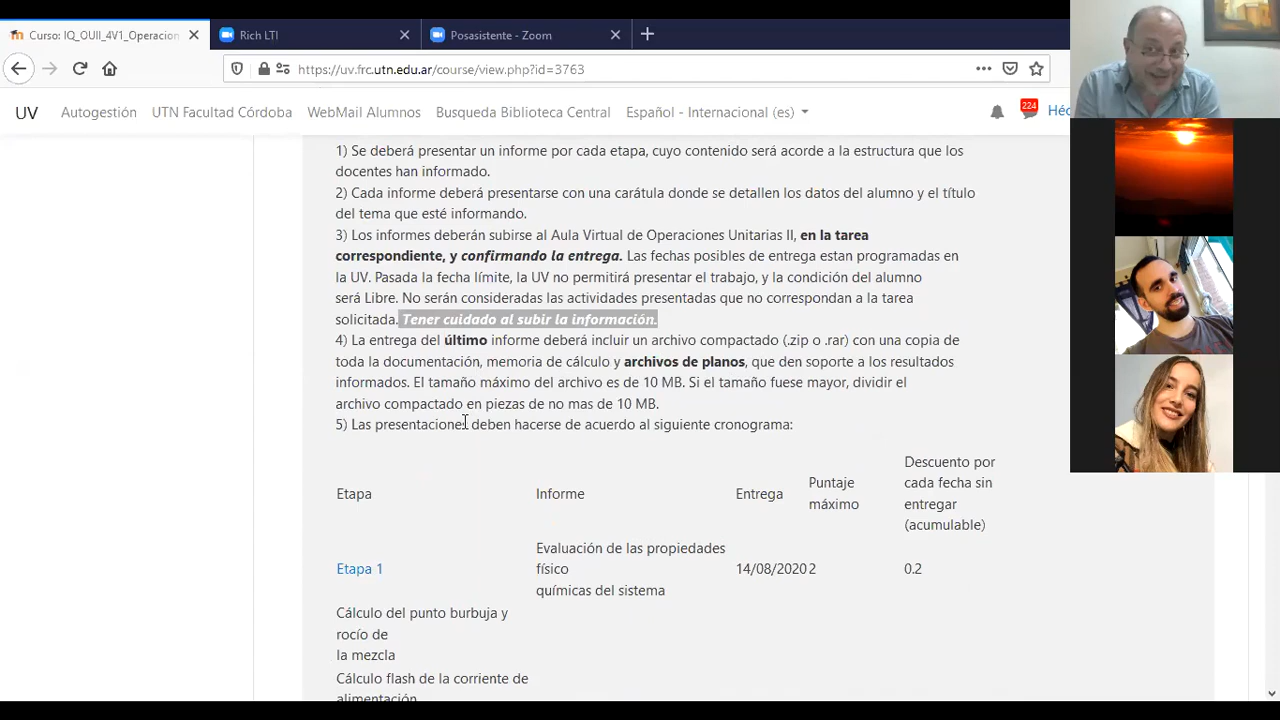 Curso: IQ_OUII_4V1_Operacion
Rich LTI
Posasistente - Zoom
https://uv.frc.utn.edu.ar/course/view.php?id=3763
UV Autogestión UTN Facultad Córdoba WebMail Alumnos Busqueda Biblioteca Central Español - Internacional (es) 224 Héc
1) Se deberá presentar un informe por cada etapa, cuyo contenido será acorde a la estructura que los
docentes han informado.
2) Cada informe deberá presentarse con una carátula donde se detallen los datos del alumno y el título
del tema que esté informando.
3) Los informes deberán subirse al Aula Virtual de Operaciones Unitarias II, en la tarea
correspondiente, y confirmando la entrega. Las fechas posibles de entrega estan programadas en
la UV. Pasada la fecha límite, la UV no permitirá presentar el trabajo, y la condición del alumno
será Libre. No serán consideradas las actividades presentadas que no correspondan a la tarea
solicitada. Tener cuidado al subir la información.
4) La entrega del último informe deberá incluir un archivo compactado (.zip o .rar) con una copia de
toda la documentación, memoria de cálculo y archivos de planos, que den soporte a los resultados
informados. El tamaño máximo del archivo es de 10 MB. Si el tamaño fuese mayor, dividir el
archivo compactado en piezas de no mas de 10 MB.
5) Las presentaciones deben hacerse de acuerdo al siguiente cronograma:
Etapa
Informe
Entrega
Puntaje
máximo
Descuento por
cada fecha sin
entregar
(acumulable)
Etapa 1
Evaluación de las propiedades
físico
químicas del sistema
14/08/2020
2
0.2
Cálculo del punto burbuja y
rocío de
la mezcla
Cálculo flash de la corriente de
alimentación